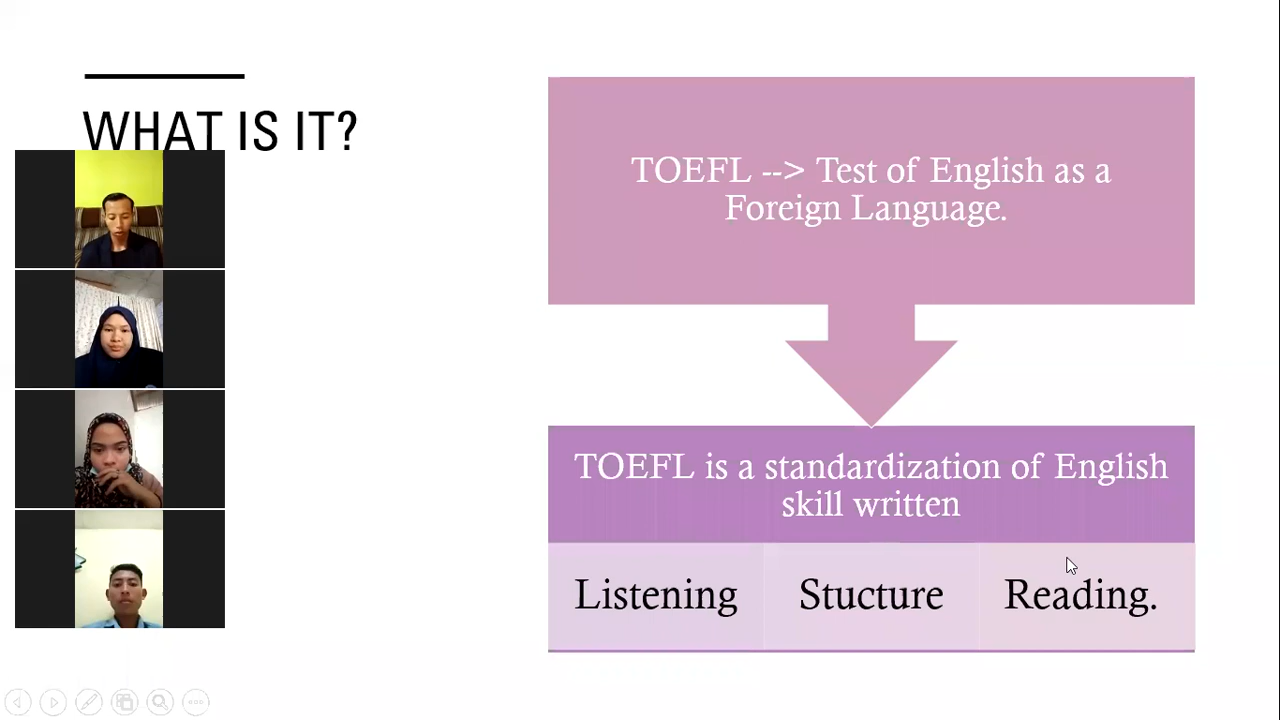 WHAT IS IT?
TOEFL --> Test of English as a
Foreign Language.
TOEFL is a standardization of English
skill written
Listening
Stucture
Reading.